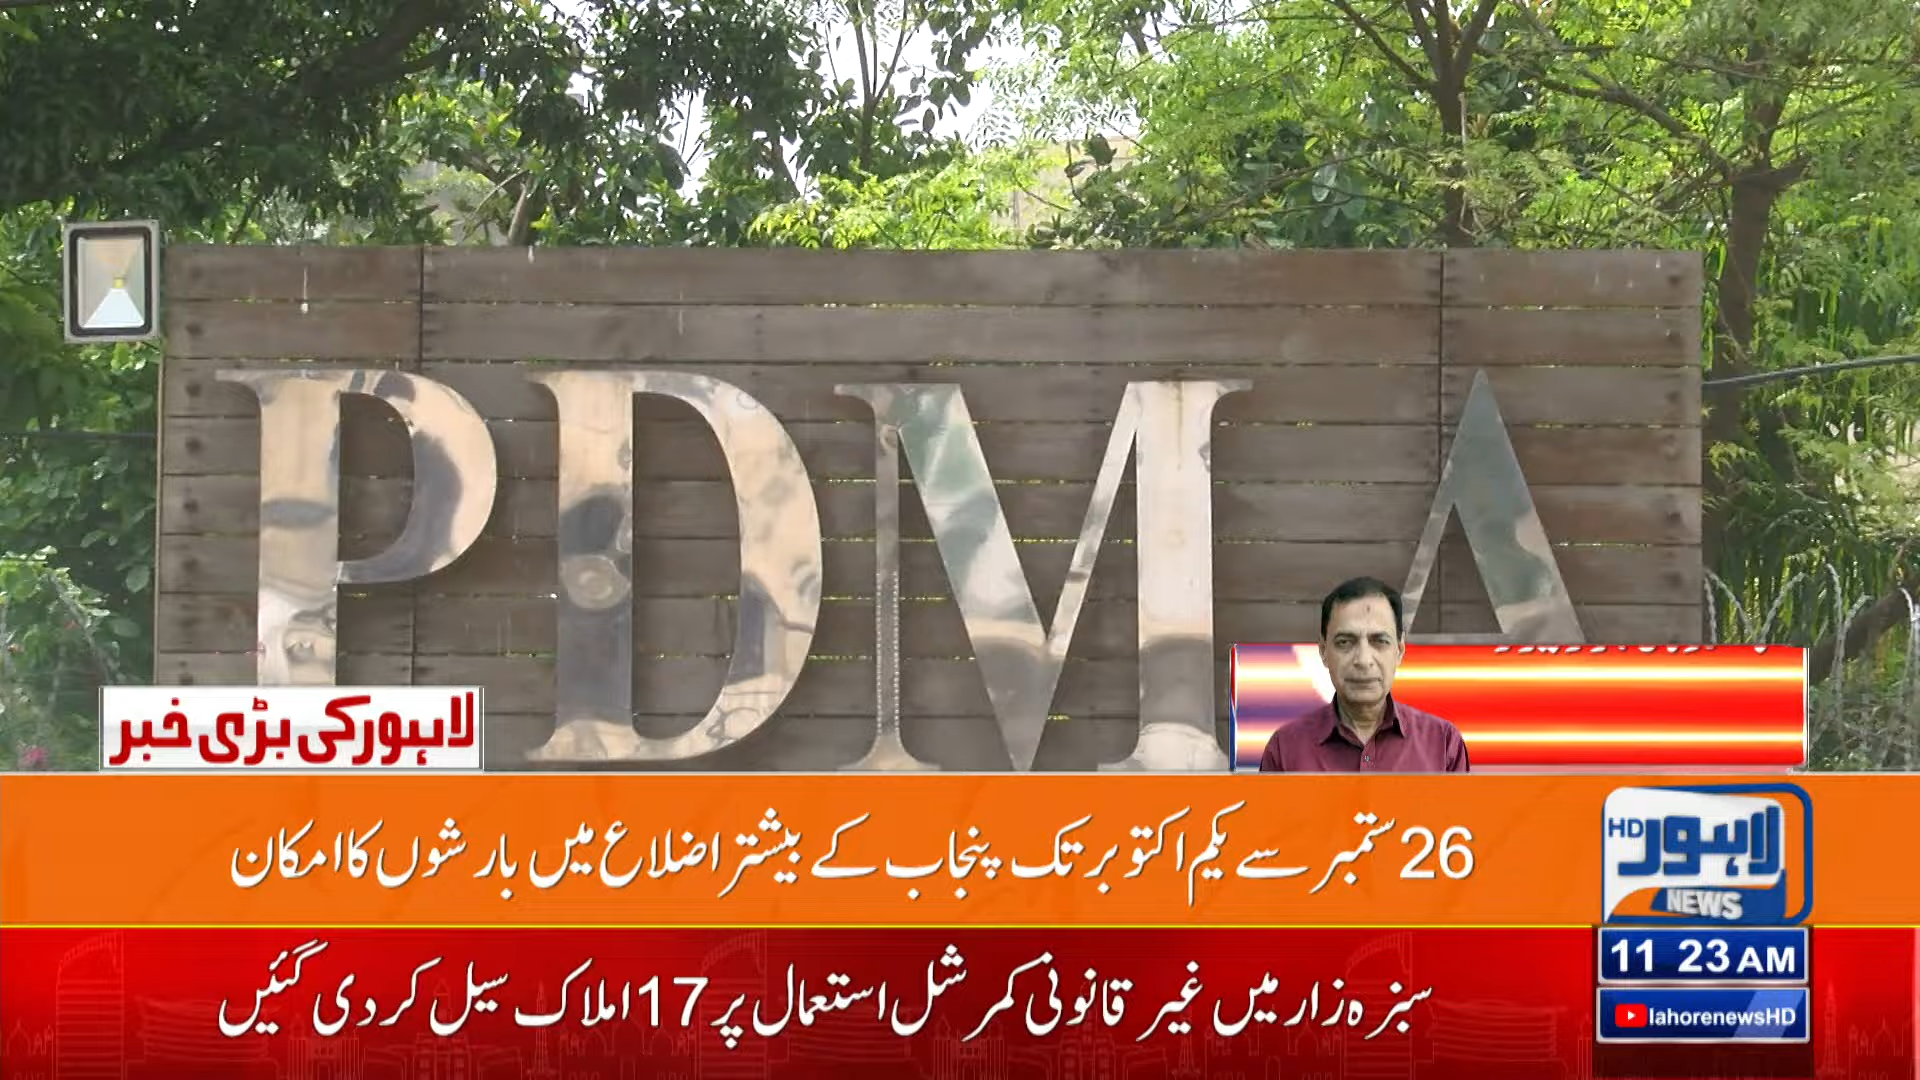 PDMA
لاہور کی بڑی خبر
26 ستمبر سے یکم اکتوبر تک پنجاب کے بیشتر اضلاع میں بارشوں کا امکان
HD لاہور
NEWS
11 23 AM
سبزہ زار میں غیر قانونی کمرشل استعمال پر 17 املاک سیل کر دی گئیں
lahorenewsHD